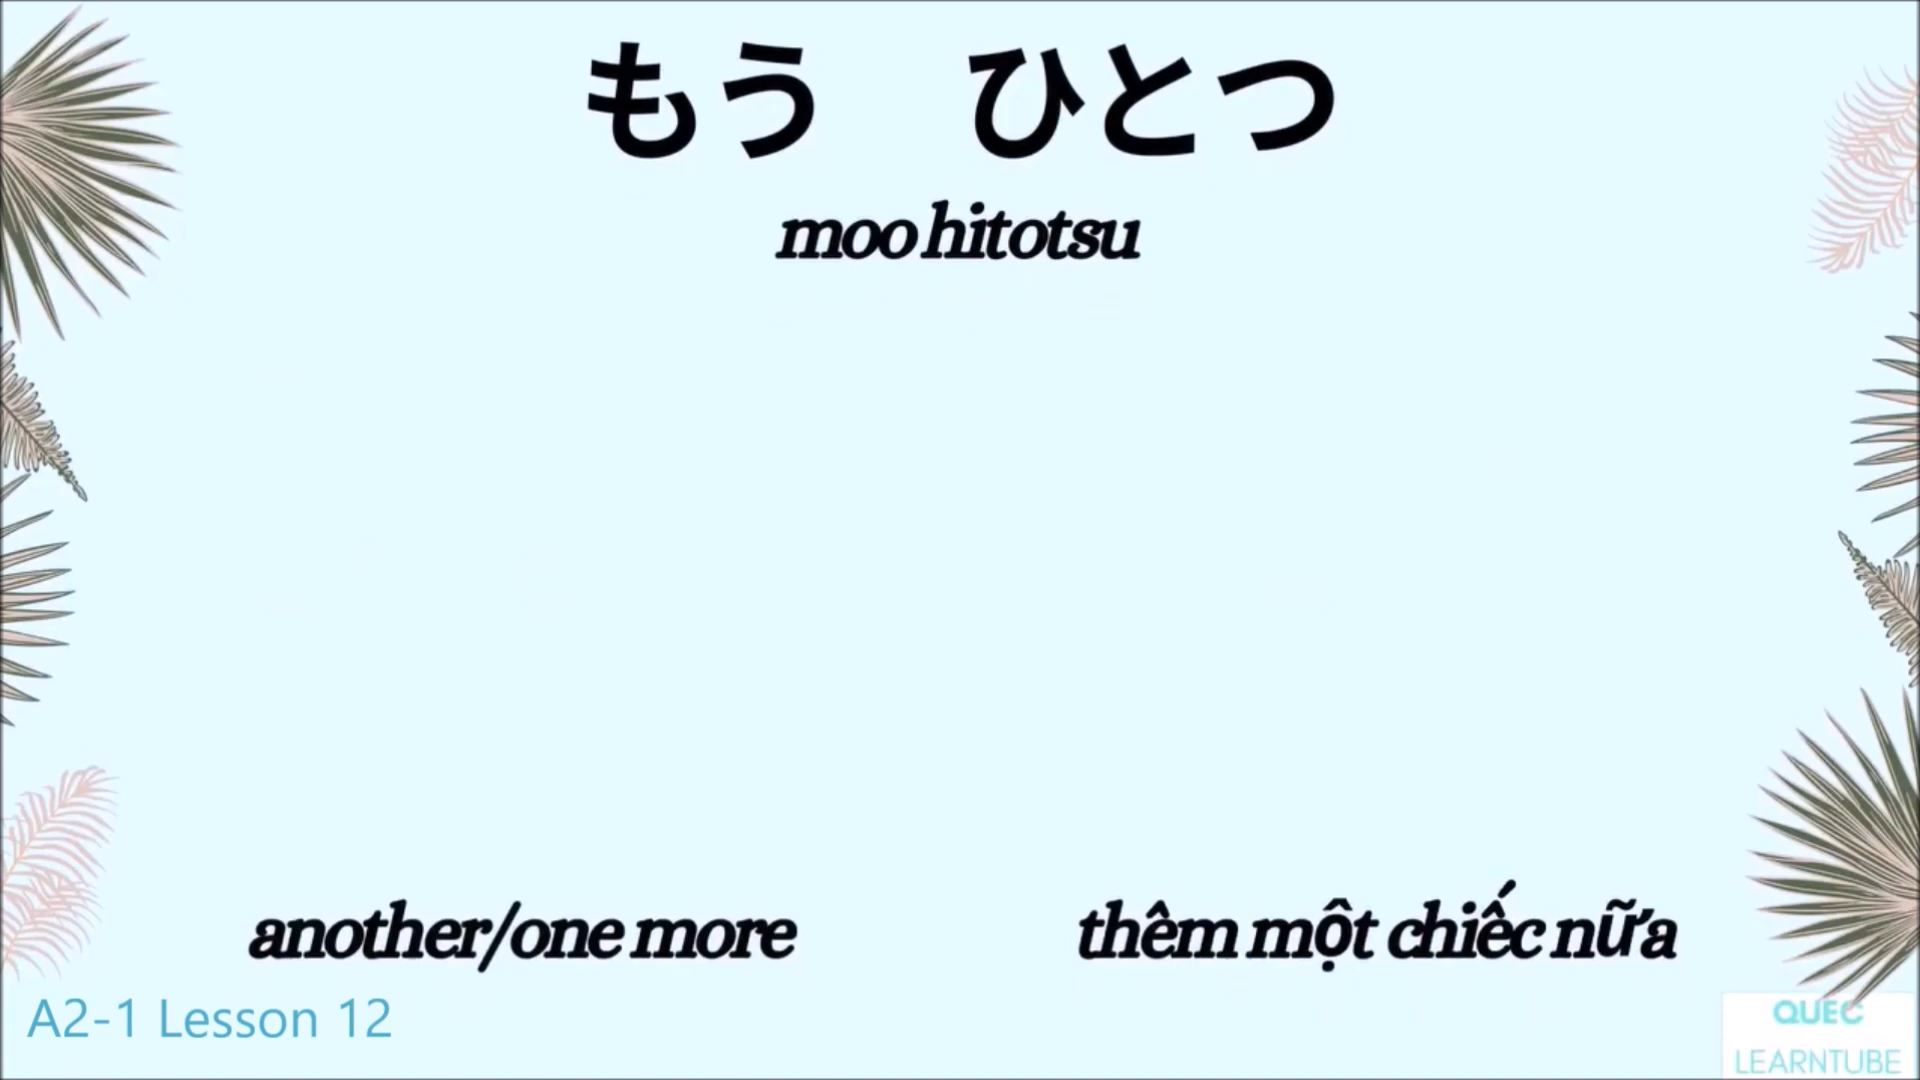 もう　ひとつ
moo hitotsu
another/one more
thêm một chiếc nữa
A2-1 Lesson 12
QUEC
LEARNTUBE